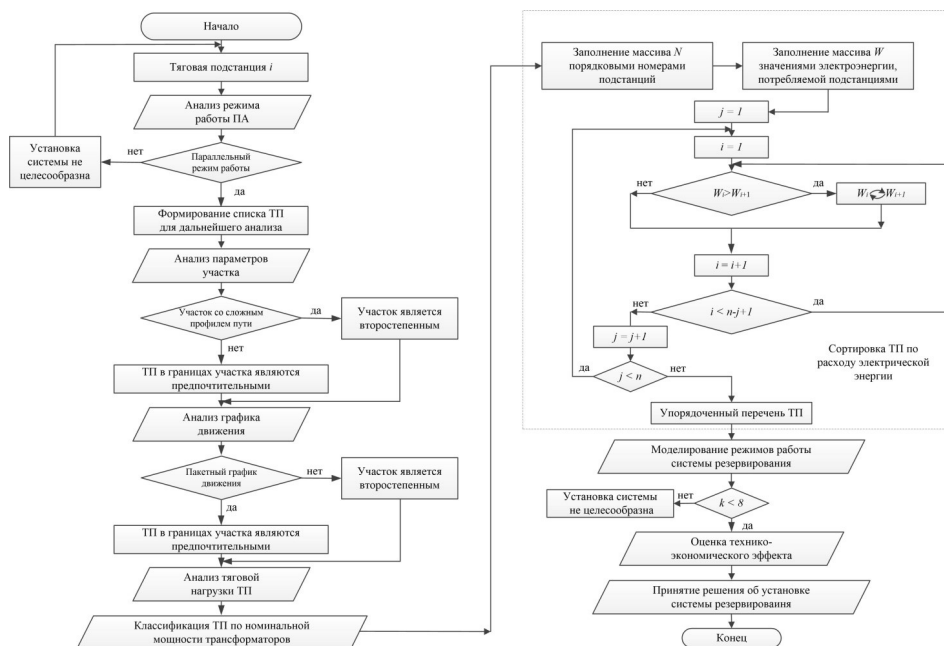 Начало
Тяговая подстанция i
Анализ режима
работы ПА
Установка
системы не
целесообразна
нет
Параллельный
режим работы
да
Формирование списка ТП
для дальнейшего анализа
Анализ параметров
участка
Участок со сложным
профилем пути
да
Участок является
второстепенным
нет
ТП в границах участка являются
предпочтительными
Анализ графика
движения
Пакетный график
движения
нет
Участок является
второстепенным
да
ТП в границах участка являются
предпочтительными
Анализ тяговой
нагрузки ТП
Классификация ТП по номинальной
мощности трансформаторов
Заполнение массива N
порядковыми номерами
подстанций
Заполнение массива W
значениями электроэнергии,
потребляемой подстанциями
j = 1
i = 1
нет
Wi>Wi+1
да
Wi Wi+1
i = i+1
нет
i < n-j+1
да
j = j+1
да
j < n
нет
Сортировка ТП по
расходу электрической
энергии
Упорядоченный перечень ТП
Моделирование режимов работы
системы резервирования
Установка системы
не целесообразна
нет
k < 8
да
Оценка технико-
экономического эффекта
Принятие решения об установке
системы резервироваиня
Конец